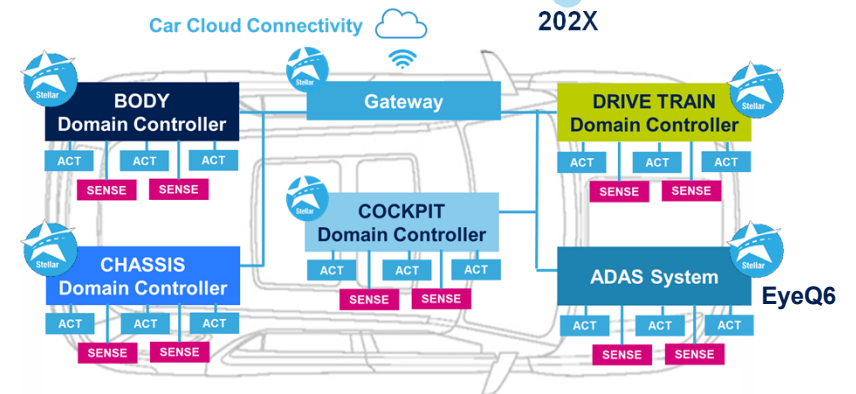 Car Cloud Connectivity
202X
Stellar
BODY
Domain Controller
ACT
ACT
ACT
SENSE
SENSE
Stellar
Gateway
Stellar
DRIVE TRAIN
Domain Controller
ACT
ACT
ACT
SENSE
SENSE
Stellar
COCKPIT
Domain Controller
ACT
ACT
ACT
SENSE
SENSE
Stellar
CHASSIS
Domain Controller
ACT
ACT
ACT
SENSE
SENSE
Stellar
ADAS System
EyeQ6
ACT
ACT
ACT
SENSE
SENSE